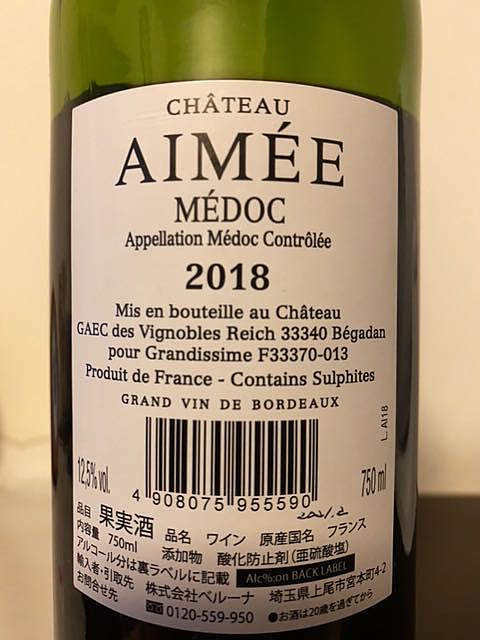 CHÂTEAU
AIMÉE
MÉDOC
Appellation Médoc Contrôlée
2018
Mis en bouteille au Château
GAEC des Vignobles Reich 33340 Bégadan
pour Grandissime F33370-013
Produit de France - Contains Sulphites
GRAND VIN DE BORDEAUX
L. AI18
12,5% vol.
750 ml
4 908075 955590
2021.2
品目 果実酒 品名 ワイン 原産国名 フランス
内容量 750ml 添加物 酸化防止剤(亜硫酸塩)
アルコール分は裏ラベルに記載 Alc%:on BACK LABEL
輸入者・引取先 株式会社ベルーナ 埼玉県上尾市宮本町4-2
お問合せ先 0120-559-950 ●お酒は20歳を過ぎてから